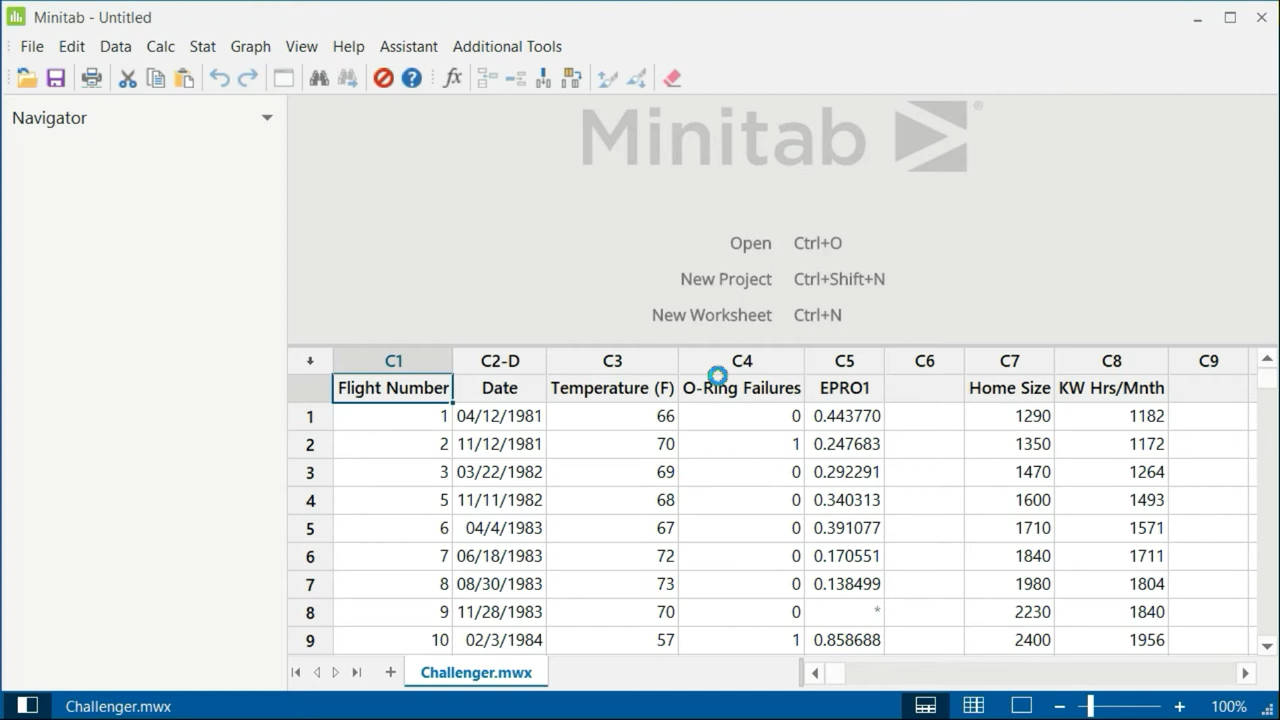 Minitab - Untitled
File Edit Data Calc Stat Graph View Help Assistant Additional Tools
fx
Navigator
Minitab ®
Open Ctrl+O
New Project Ctrl+Shift+N
New Worksheet Ctrl+N
C1 C2-D C3 C4 C5 C6 C7 C8 C9
Flight Number Date Temperature (F) O-Ring Failures EPRO1 Home Size KW Hrs/Mnth
1 1 04/12/1981 66 0 0.443770 1290 1182
2 2 11/12/1981 70 1 0.247683 1350 1172
3 3 03/22/1982 69 0 0.292291 1470 1264
4 5 11/11/1982 68 0 0.340313 1600 1493
5 6 04/4/1983 67 0 0.391077 1710 1571
6 7 06/18/1983 72 0 0.170551 1840 1711
7 8 08/30/1983 73 0 0.138499 1980 1804
8 9 11/28/1983 70 0 * 2230 1840
9 10 02/3/1984 57 1 0.858688 2400 1956
+ Challenger.mwx
Challenger.mwx 100%